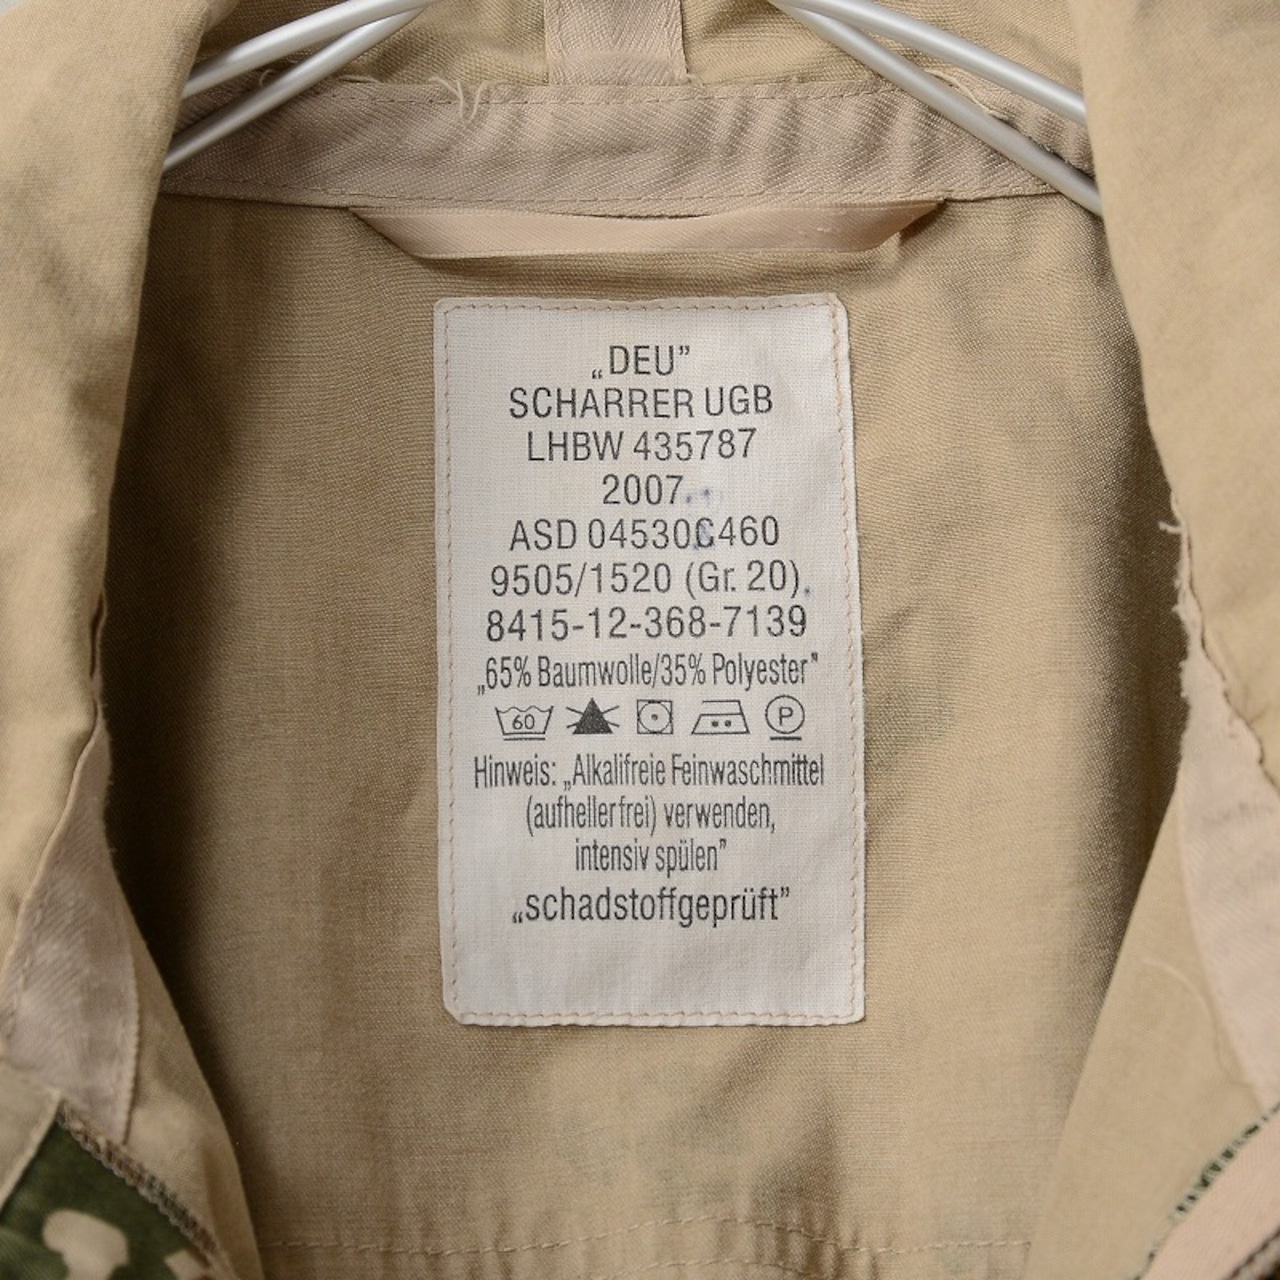 „DEU”
SCHARRER UGB
LHBW 435787
2007
ASD 04530C460
9505/1520 (Gr. 20)
8415-12-368-7139
„65% Baumwolle/35% Polyester”
60 P
Hinweis: „Alkalifreie Feinwaschmittel
(aufhellerfrei) verwenden,
intensiv spülen”
„schadstoffgeprüft”